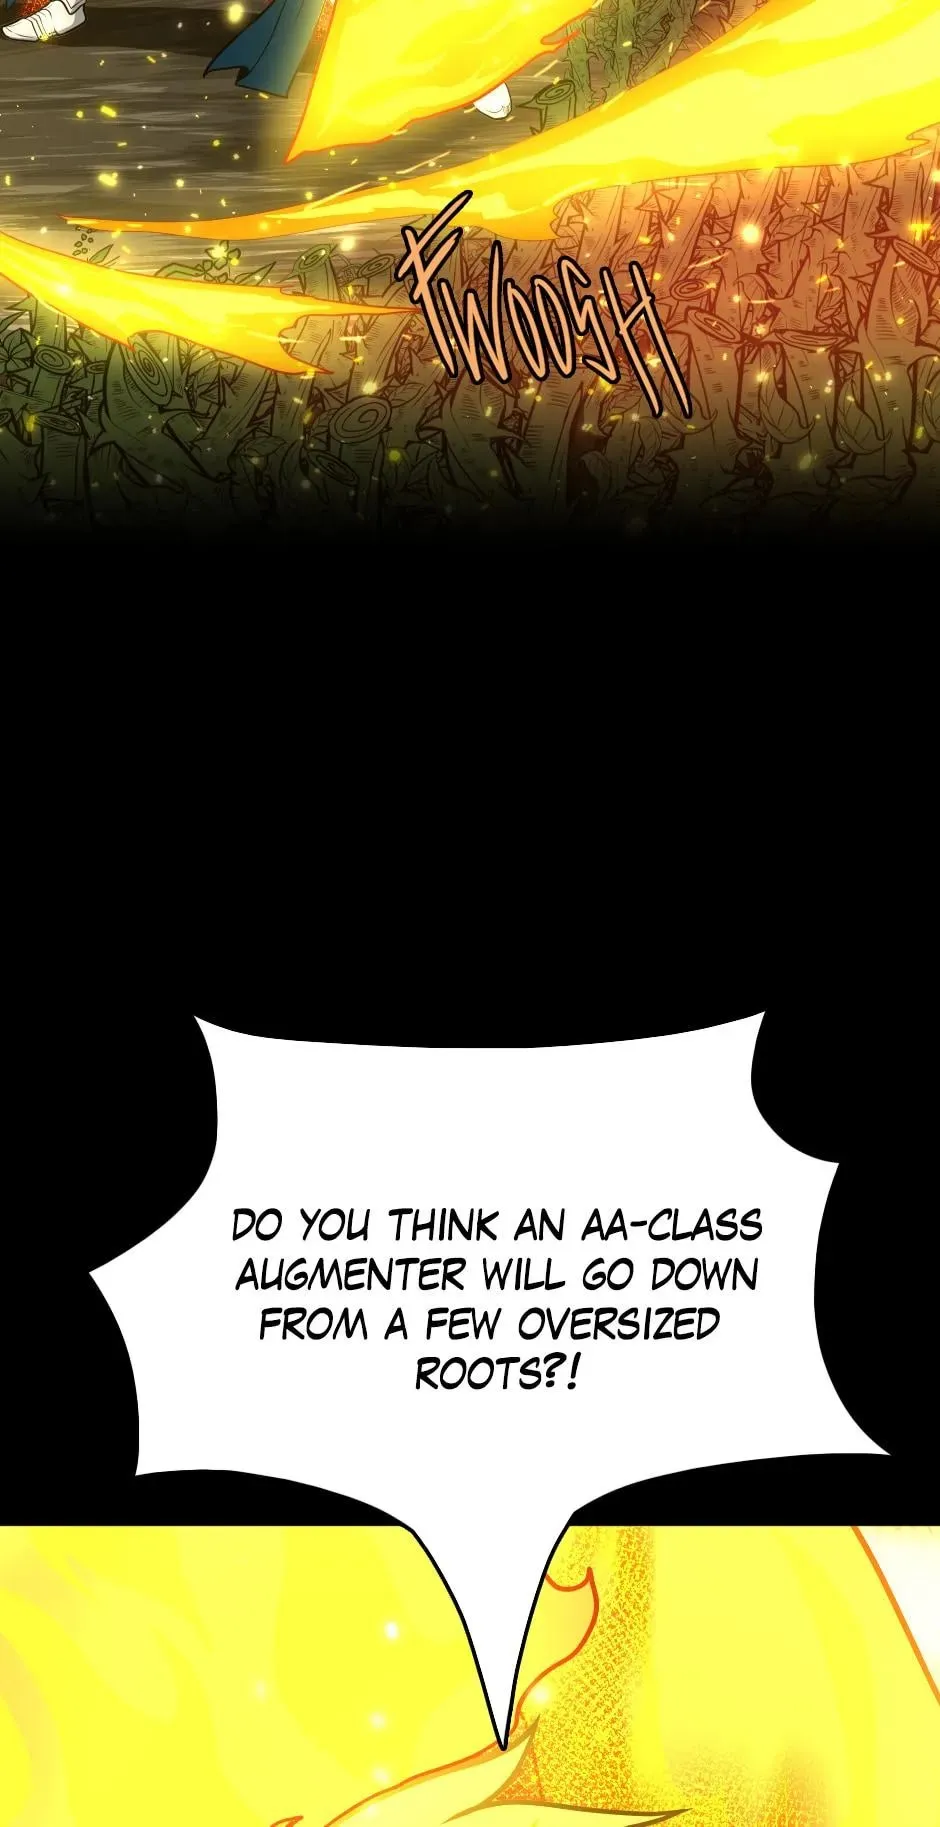 FWOOSH
DO YOU THINK AN AA-CLASS
AUGMENTER WILL GO DOWN
FROM A FEW OVERSIZED
ROOTS?!